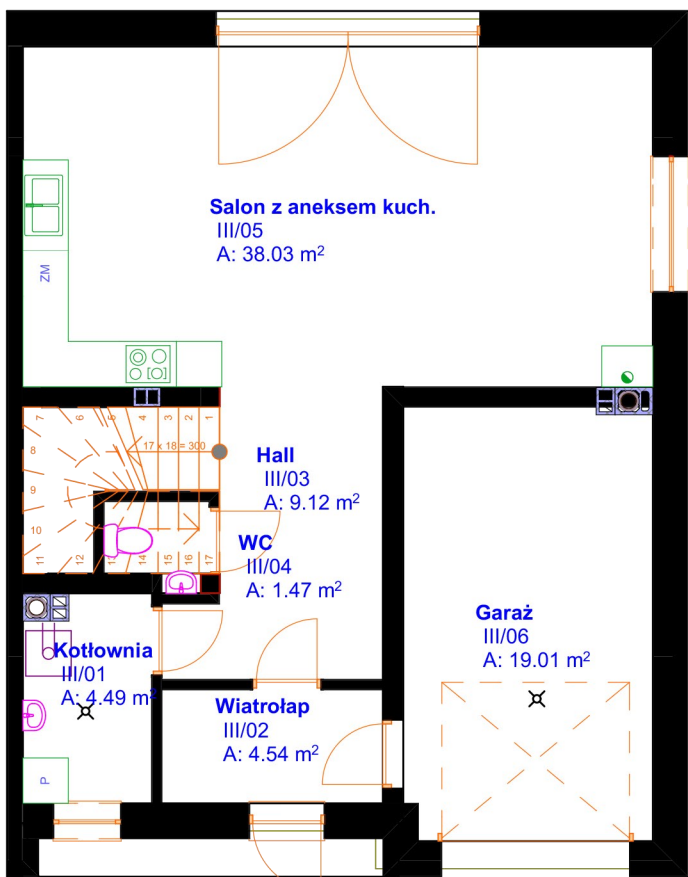 Salon z aneksem kuch.
III/05
A: 38.03 m²
ZM
7 6 5 4 3 2 1
17 x 18 = 300
8
9
10
11 12 13 14 15 16 17
Hall
III/03
A: 9.12 m²
WC
III/04
A: 1.47 m²
Garaż
III/06
A: 19.01 m²
Kotłownia
III/01
A: 4.49 m²
Wiatrołap
III/02
A: 4.54 m²
P